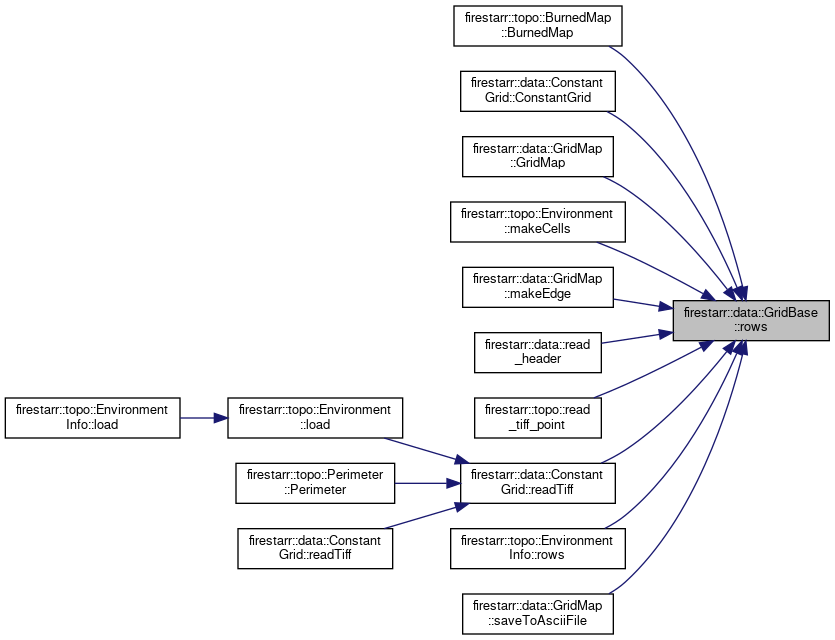 firestarr::topo::BurnedMap
::BurnedMap
firestarr::data::Constant
Grid::ConstantGrid
firestarr::data::GridMap
::GridMap
firestarr::topo::Environment
::makeCells
firestarr::data::GridMap
::makeEdge
firestarr::data::GridBase
::rows
firestarr::data::read
_header
firestarr::topo::Environment
Info::load
firestarr::topo::Environment
::load
firestarr::topo::read
_tiff_point
firestarr::topo::Perimeter
::Perimeter
firestarr::data::Constant
Grid::readTiff
firestarr::data::Constant
Grid::readTiff
firestarr::topo::Environment
Info::rows
firestarr::data::GridMap
::saveToAsciiFile